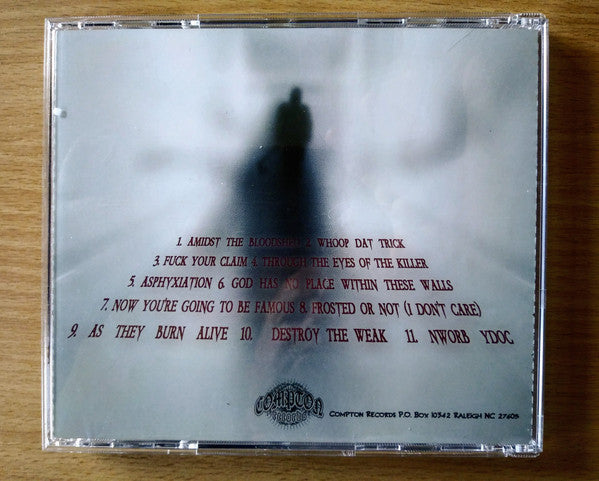 1. AMIDST THE BLOODSHED 2. WHOOP DAT TRICK
3. FUCK YOUR CLAIM 4. THROUGH THE EYES OF THE KILLER
5. ASPHYXIATION 6. GOD HAS NO PLACE WITHIN THESE WALLS
7. NOW YOU'RE GOING TO BE FAMOUS 8. FROSTED OR NOT (I DON'T CARE)
9. AS THEY BURN ALIVE 10. DESTROY THE WEAK 11. NWORB YDOC
COMPTON
RECORDS
COMPTON RECORDS P.O. BOX 10342 RALEIGH NC 27605